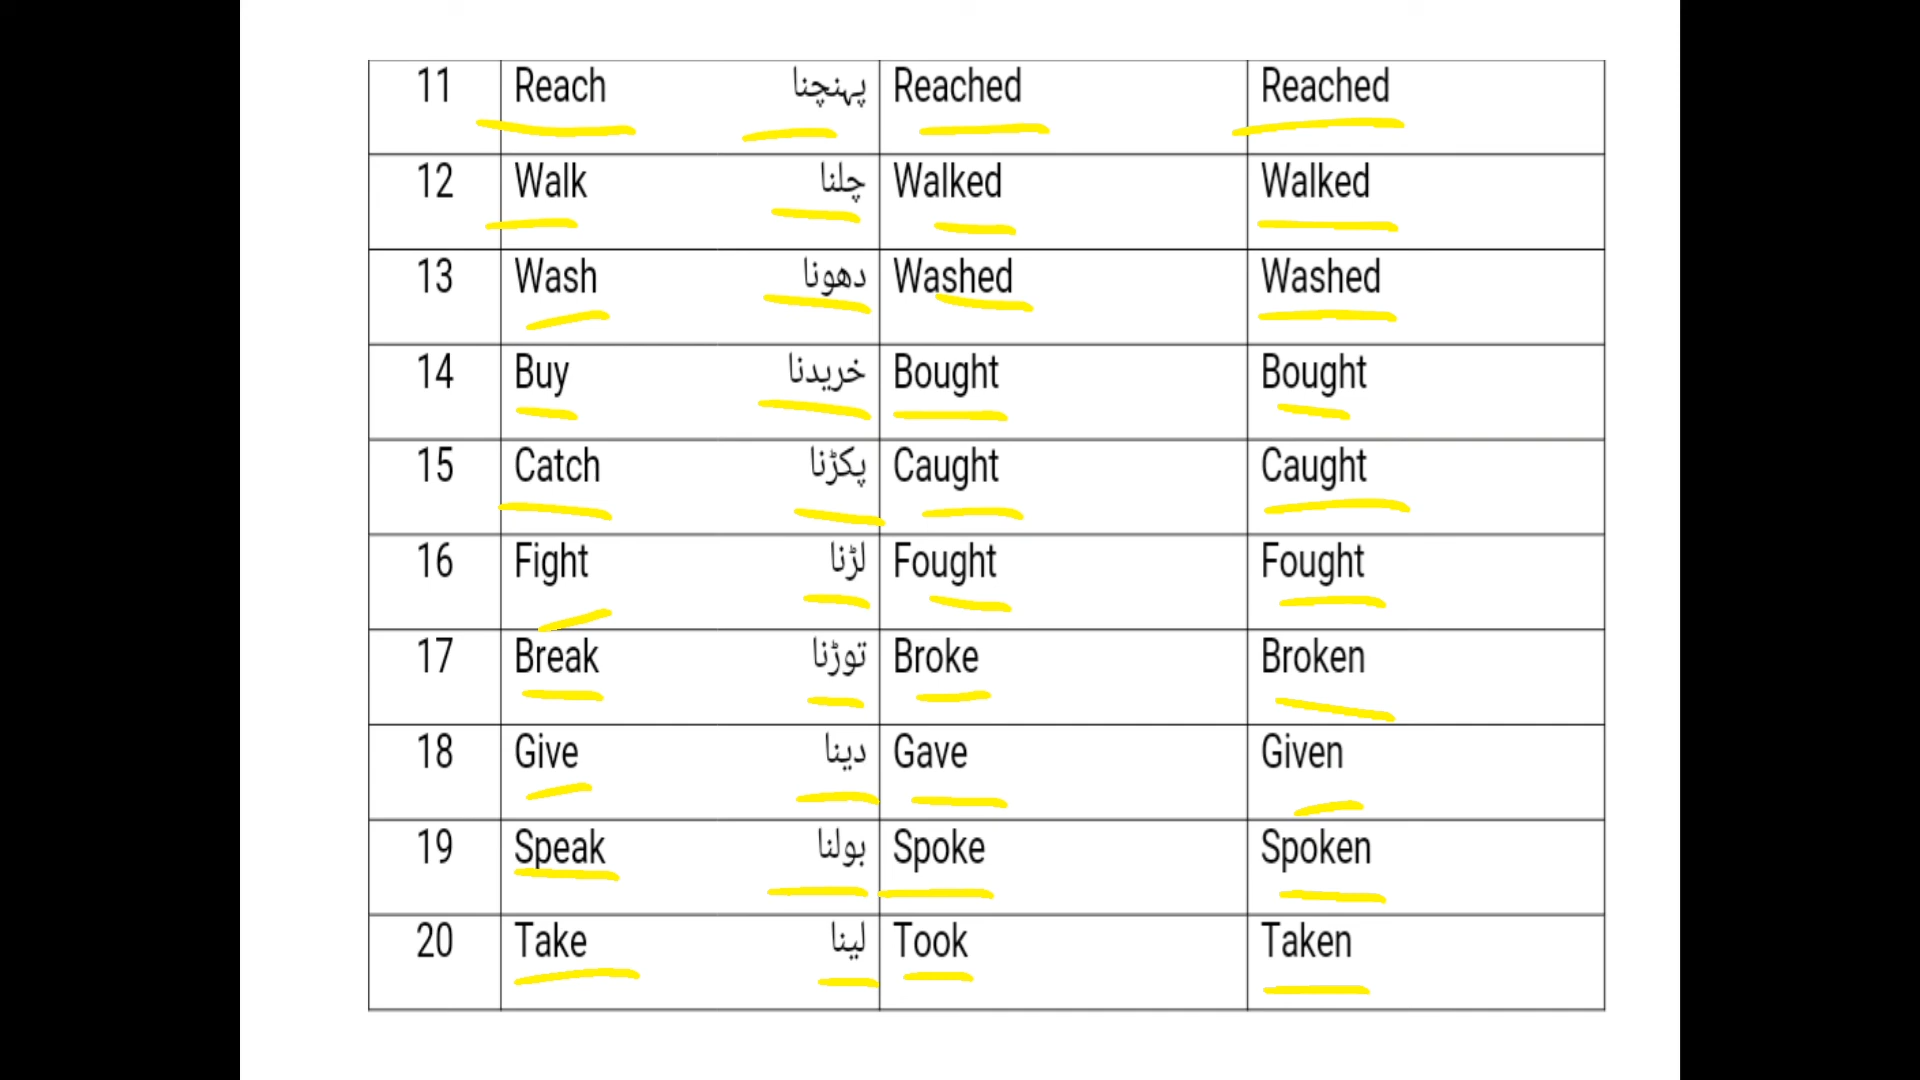 11 Reach پہنچنا Reached Reached
12 Walk چلنا Walked Walked
13 Wash دھونا Washed Washed
14 Buy خریدنا Bought Bought
15 Catch پکڑنا Caught Caught
16 Fight لڑنا Fought Fought
17 Break توڑنا Broke Broken
18 Give دینا Gave Given
19 Speak بولنا Spoke Spoken
20 Take لینا Took Taken